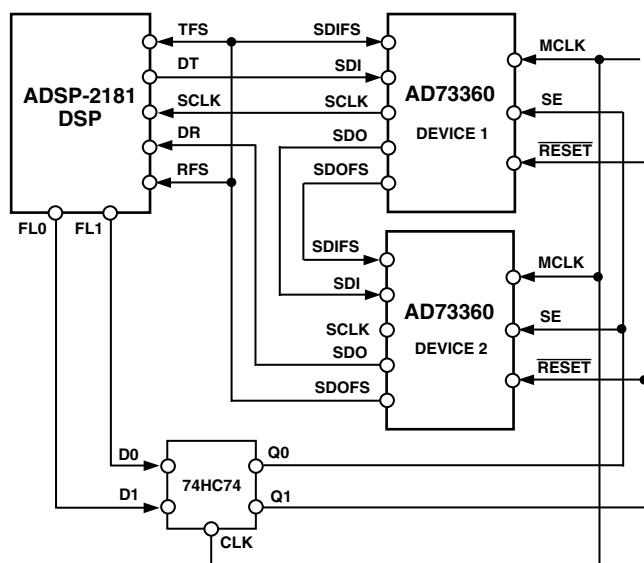 TFS SDIFS
DT SDI
MCLK
ADSP-2181
DSP
AD73360
SCLK SCLK
SE
DR SDO
DEVICE 1
RESET
RFS SDOFS
FL0 FL1
SDIFS
MCLK
SDI
AD73360
SCLK
SE
SDO
DEVICE 2
RESET
SDOFS
D0 Q0
74HC74
D1 Q1
CLK